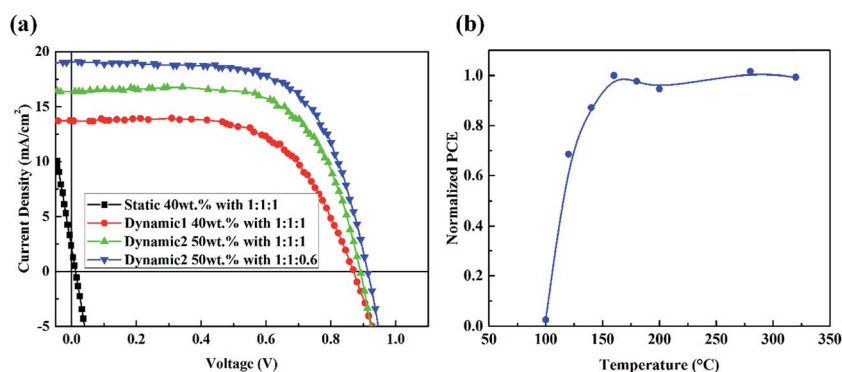 (a)
20
15
10
5
0
-5
Current Density (mA/cm²)
Static 40wt.% with 1:1:1
Dynamic1 40wt.% with 1:1:1
Dynamic2 50wt.% with 1:1:1
Dynamic2 50wt.% with 1:1:0.6
0.0 0.2 0.4 0.6 0.8 1.0
Voltage (V)
(b)
1.0
0.8
0.6
0.4
0.2
0.0
Normalized PCE
50 100 150 200 250 300 350
Temperature (°C)